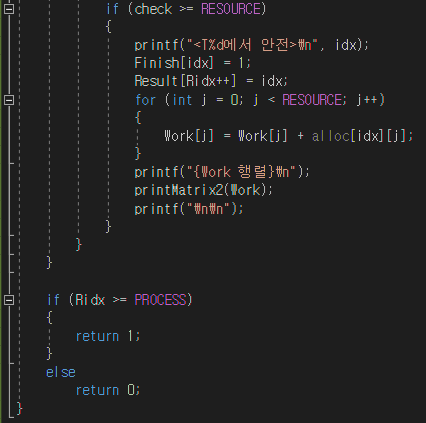 if (check >= RESOURCE)
{
printf("<T%d에서 안전>₩n", idx);
Finish[idx] = 1;
Result[Ridx++] = idx;
for (int j = 0; j < RESOURCE; j++)
{
Work[j] = Work[j] + alloc[idx][j];
}
printf("{Work 행렬}₩n");
printMatrix2(Work);
printf("₩n₩n");
}
}
}
if (Ridx >= PROCESS)
{
return 1;
}
else
return 0;
}